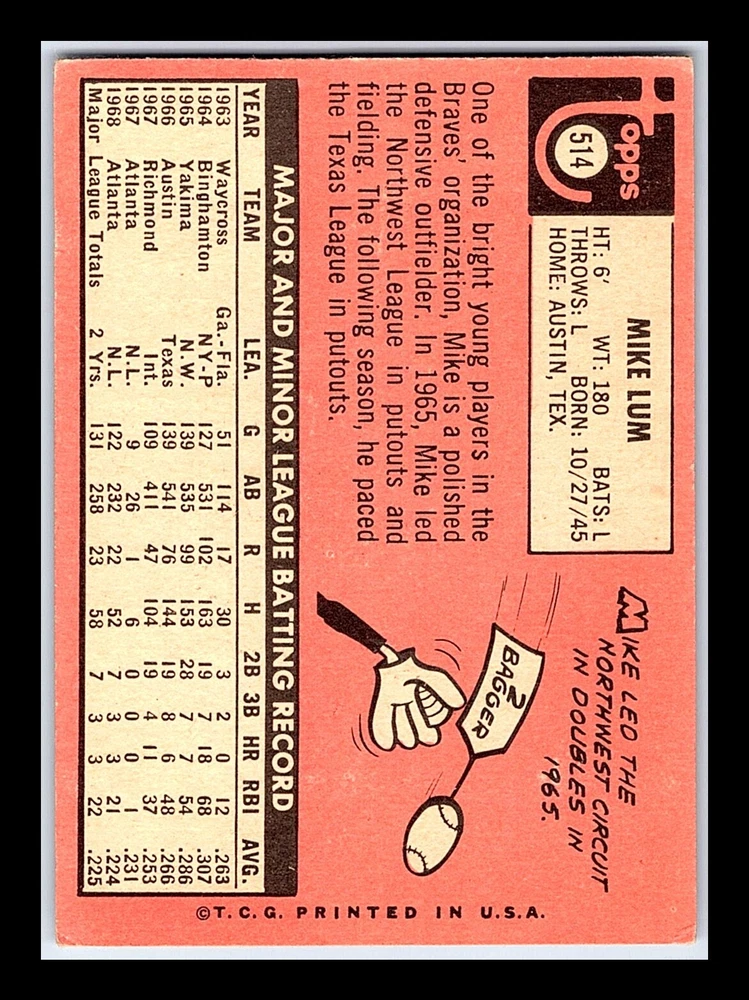 Topps
514
MIKE LUM
HT: 6' WT: 180 BATS: L
THROWS: L BORN: 10/27/45
HOME: AUSTIN, TEX.
One of the bright young players in the
Braves' organization, Mike is a polished
defensive outfielder. In 1965, Mike led
the Northwest League in putouts and
fielding. The following season, he paced
the Texas League in putouts.
MIKE LED THE
NORTHWEST CIRCUIT
IN DOUBLES IN
1965.
2
BAGGER
MAJOR AND MINOR LEAGUE BATTING RECORD
YEAR TEAM LEA. G AB R H 2B 3B HR RBI AVG.
1963 Waycross Ga.-Fla. 51 114 17 30 3 2 0 12 .263
1964 Binghamton NY-P 127 531 102 163 19 7 18 68 .307
1965 Yakima N.W. 139 535 99 153 28 7 7 54 .286
1966 Austin Texas 139 541 76 144 19 8 6 48 .266
1967 Richmond Int. 109 411 47 104 19 4 11 37 .253
1967 Atlanta N.L. 9 26 1 6 0 0 0 1 .231
1968 Atlanta N.L. 122 232 22 52 7 3 3 21 .224
Major League Totals 2 Yrs. 131 258 23 58 7 3 3 22 .225
©T.C.G. PRINTED IN U.S.A.